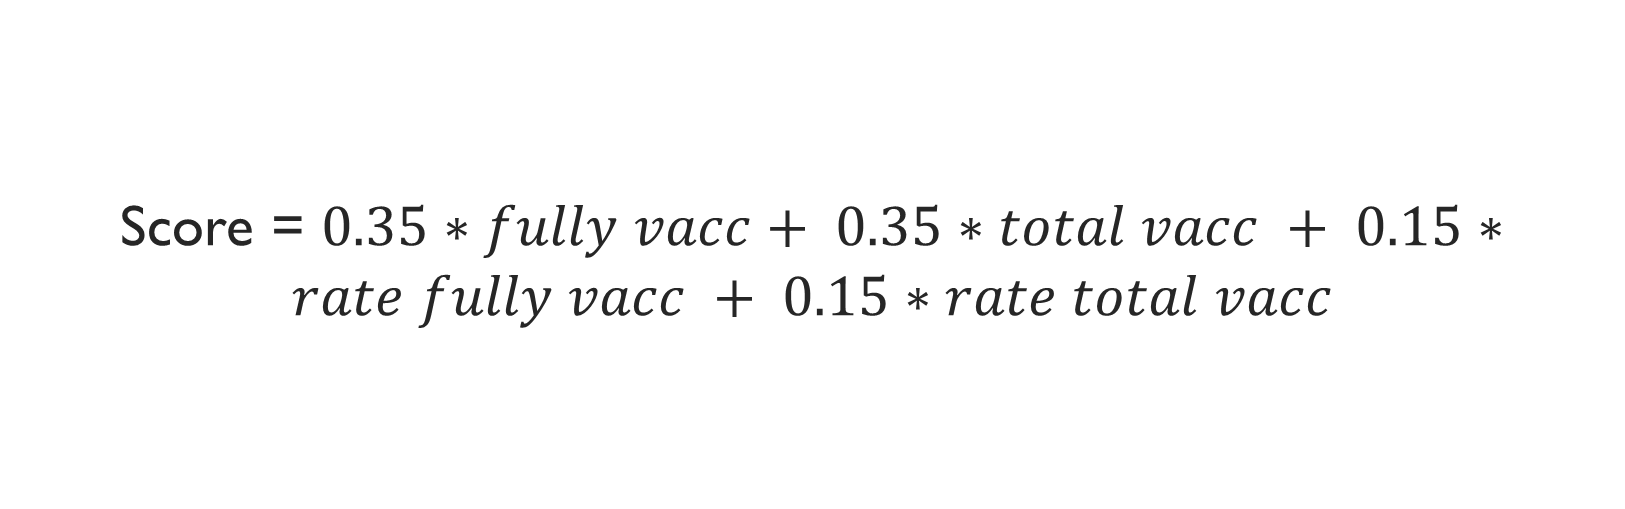 Score = 0.35 * fully vacc + 0.35 * total vacc + 0.15 *
rate fully vacc + 0.15 * rate total vacc